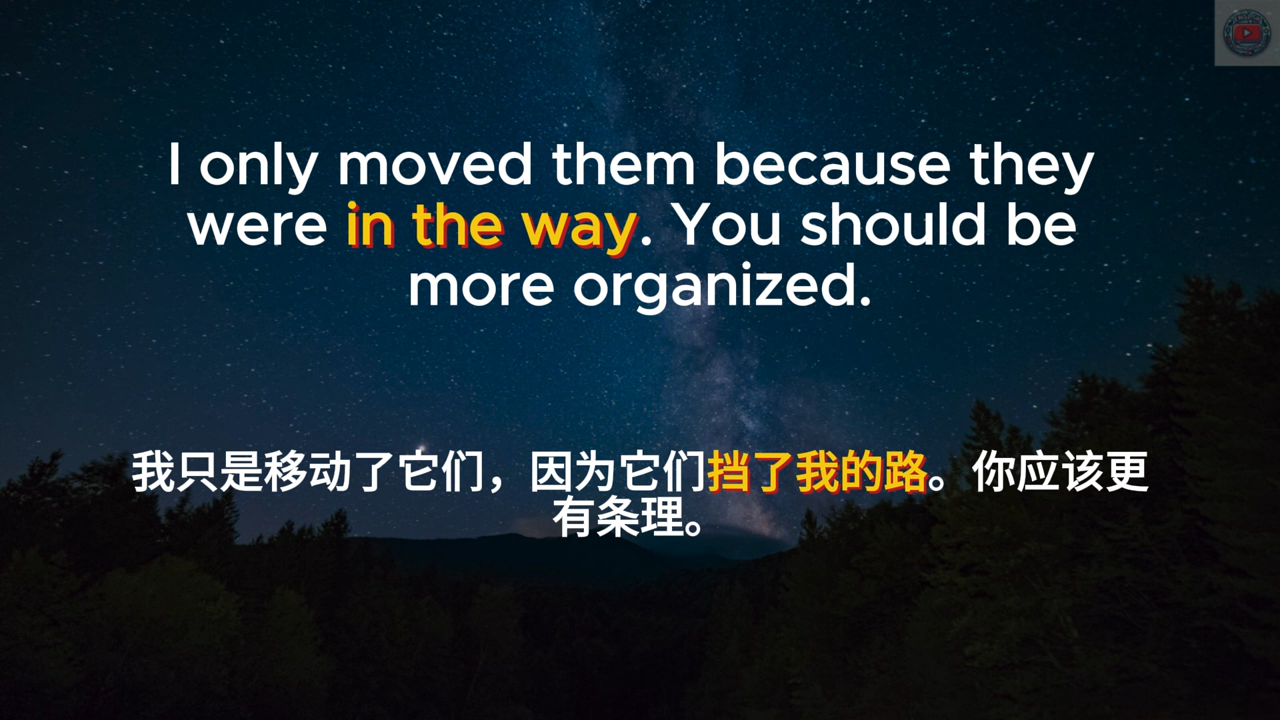 I only moved them because they
were in the way. You should be
more organized.
我只是移动了它们，因为它们挡了我的路。你应该更
有条理。